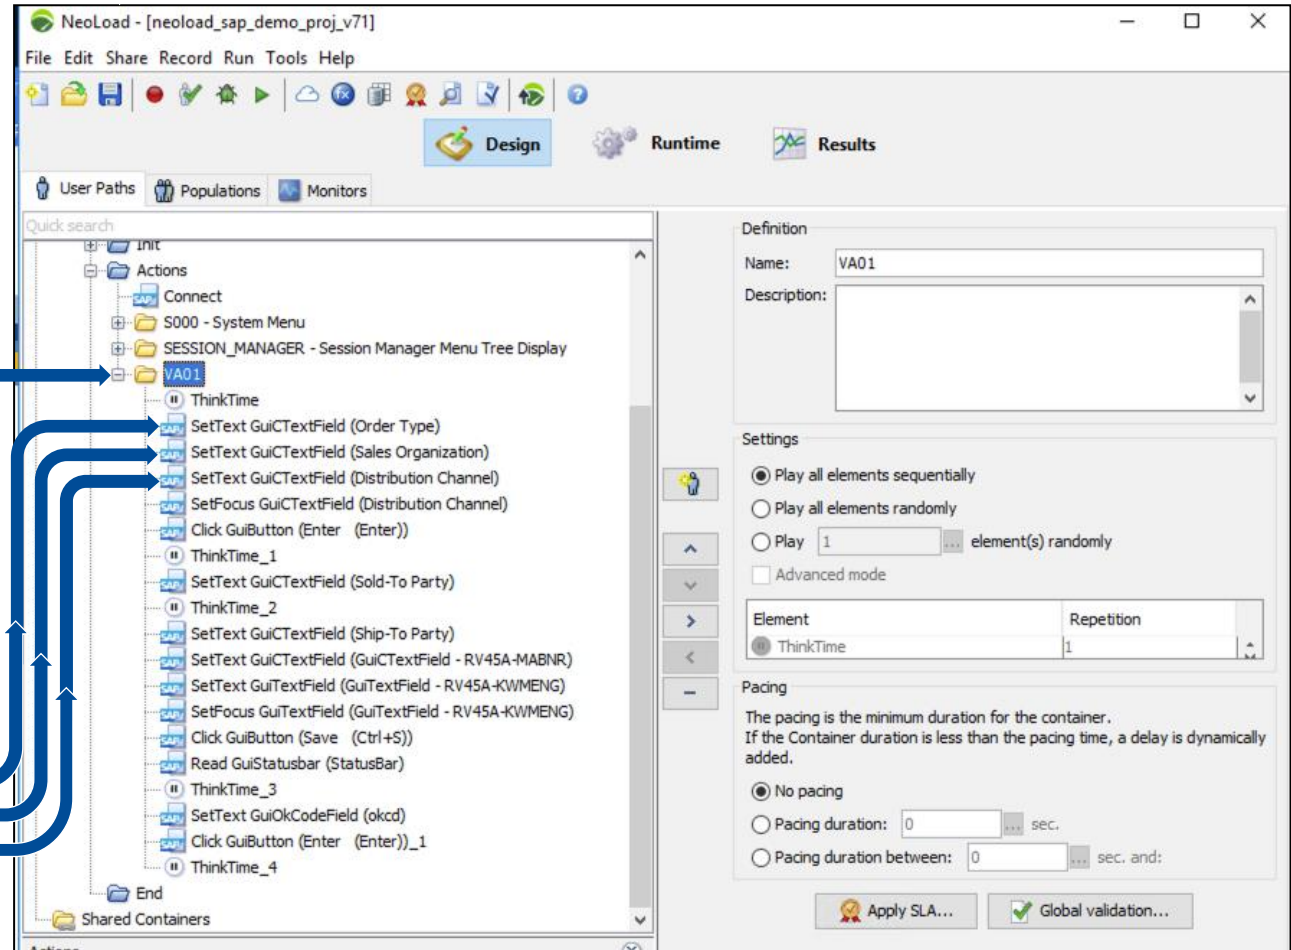 NeoLoad - [neoload_sap_demo_proj_v71]
File Edit Share Record Run Tools Help
Design Runtime Results
User Paths Populations Monitors
Quick search
Init
Actions
Connect
S000 - System Menu
SESSION_MANAGER - Session Manager Menu Tree Display
VA01
ThinkTime
SetText GuiCTextField (Order Type)
SetText GuiCTextField (Sales Organization)
SetText GuiCTextField (Distribution Channel)
SetFocus GuiCTextField (Distribution Channel)
Click GuiButton (Enter (Enter))
ThinkTime_1
SetText GuiCTextField (Sold-To Party)
ThinkTime_2
SetText GuiCTextField (Ship-To Party)
SetText GuiCTextField (GuiCTextField - RV45A-MABNR)
SetText GuiTextField (GuiTextField - RV45A-KWMENG)
SetFocus GuiTextField (GuiTextField - RV45A-KWMENG)
Click GuiButton (Save (Ctrl+S))
Read GuiStatusbar (StatusBar)
ThinkTime_3
SetText GuiOkCodeField (okcd)
Click GuiButton (Enter (Enter))_1
ThinkTime_4
End
Shared Containers
Actions
Definition
Name: VA01
Description:
Settings
Play all elements sequentially
Play all elements randomly
Play 1 ... element(s) randomly
Advanced mode
Element Repetition
ThinkTime 1
Pacing
The pacing is the minimum duration for the container.
If the Container duration is less than the pacing time, a delay is dynamically
added.
No pacing
Pacing duration: 0 ... sec.
Pacing duration between: 0 ... sec. and:
Apply SLA... Global validation...